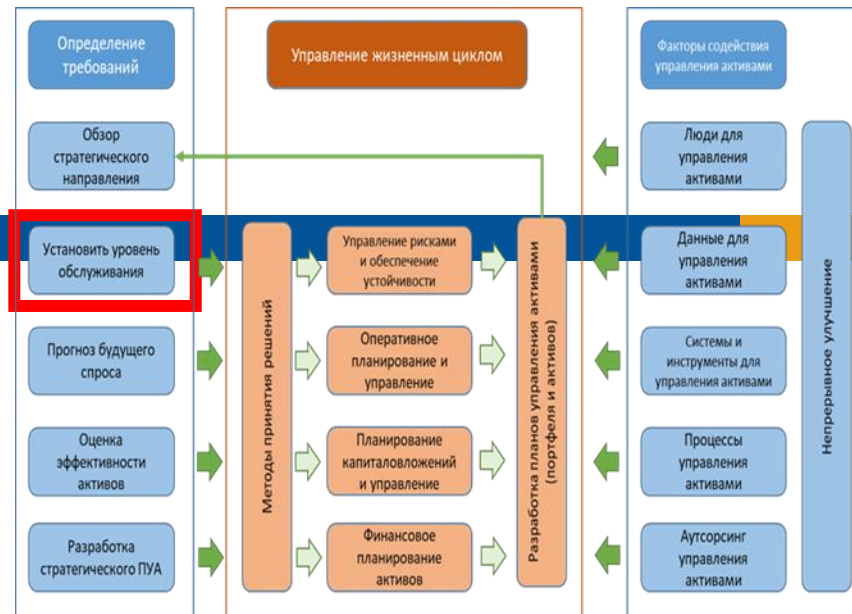 Определение
требований
Управление жизненным циклом
Факторы содействия
управления активами
Обзор
стратегического
направления
Установить уровень
обслуживания
Прогноз будущего
спроса
Оценка
эффективности
активов
Разработка
стратегического ПУА
Методы принятия решений
Управление рисками
и обеспечение
устойчивости
Оперативное
планирование и
управление
Планирование
капиталовложений
и управление
Финансовое
планирование
активов
Разработка планов управления активами
(портфеля и активов)
Люди для
управления
активами
Данные для
управления
активами
Системы и
инструменты для
управления активами
Процессы
управления
активами
Аутсорсинг
управления
активами
Непрерывное улучшение